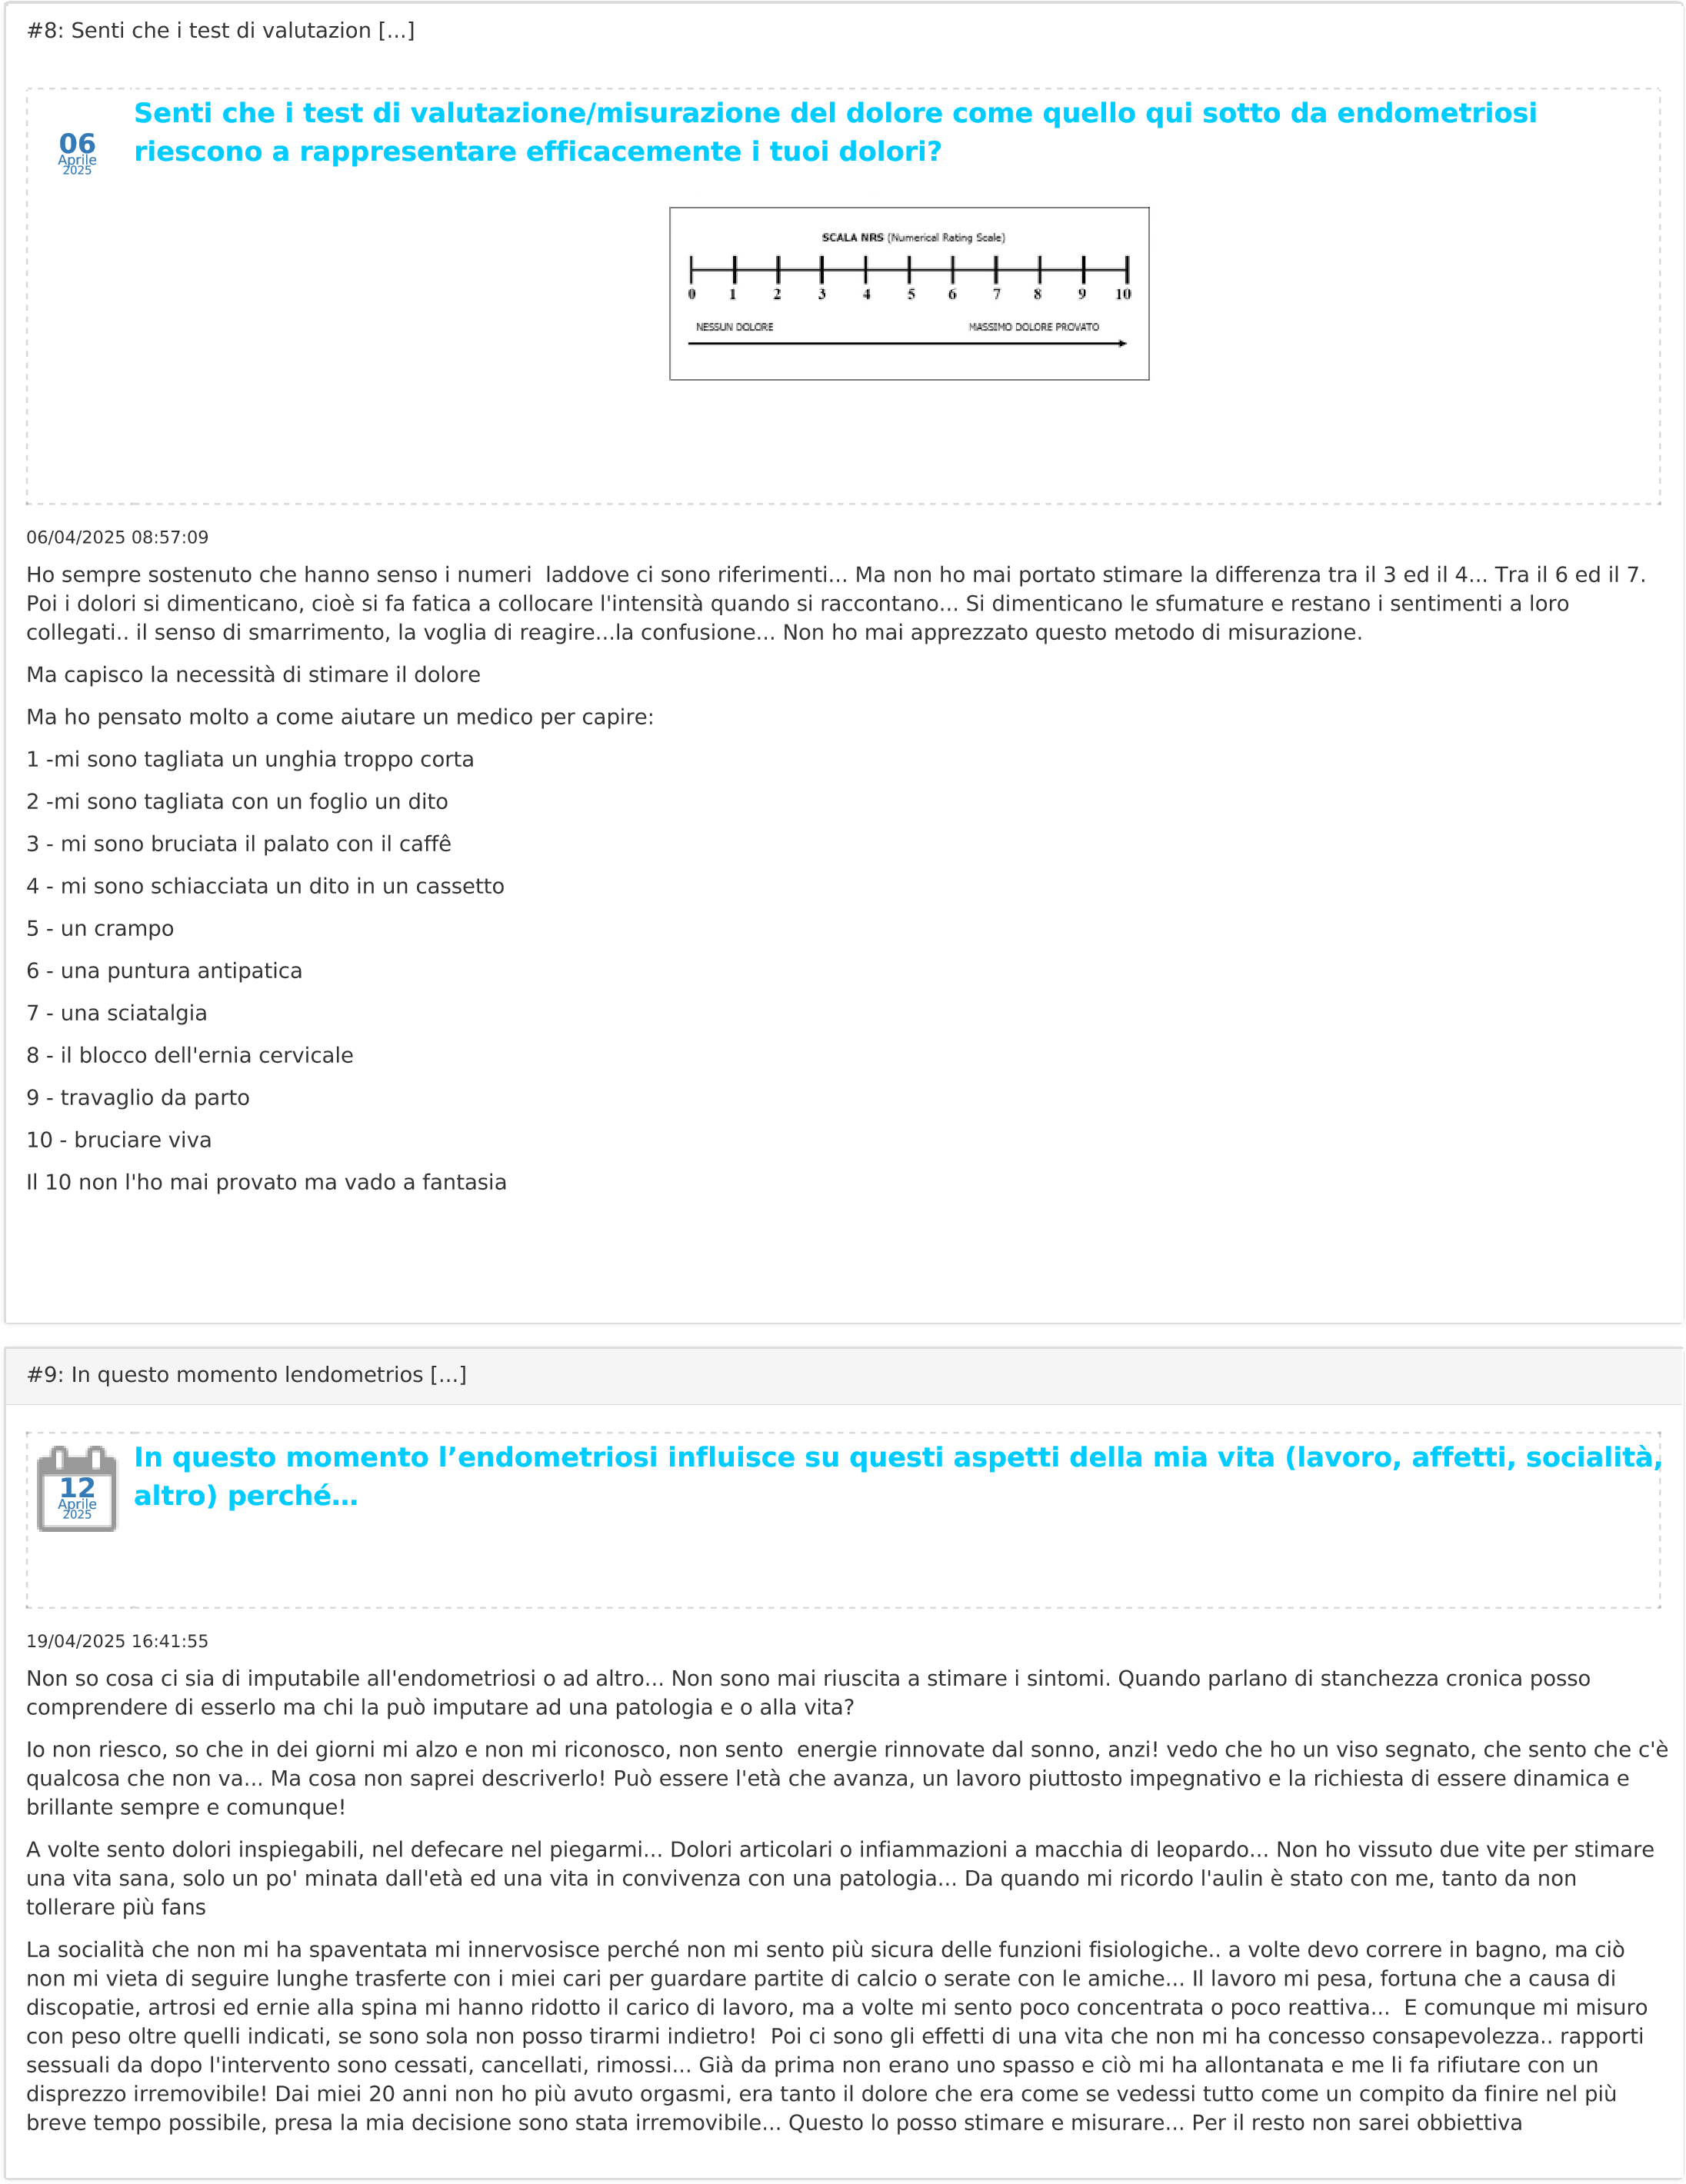 #8: Senti che i test di valutazion [...]
06
Aprile
2025
Senti che i test di valutazione/misurazione del dolore come quello qui sotto da endometriosi
riescono a rappresentare efficacemente i tuoi dolori?
SCALA NRS (Numerical Rating Scale)
0 1 2 3 4 5 6 7 8 9 10
NESSUN DOLORE MASSIMO DOLORE PROVATO
06/04/2025 08:57:09
Ho sempre sostenuto che hanno senso i numeri  laddove ci sono riferimenti... Ma non ho mai portato stimare la differenza tra il 3 ed il 4... Tra il 6 ed il 7.
Poi i dolori si dimenticano, cioè si fa fatica a collocare l'intensità quando si raccontano... Si dimenticano le sfumature e restano i sentimenti a loro
collegati.. il senso di smarrimento, la voglia di reagire...la confusione... Non ho mai apprezzato questo metodo di misurazione.
Ma capisco la necessità di stimare il dolore
Ma ho pensato molto a come aiutare un medico per capire:
1 -mi sono tagliata un unghia troppo corta
2 -mi sono tagliata con un foglio un dito
3 - mi sono bruciata il palato con il caffê
4 - mi sono schiacciata un dito in un cassetto
5 - un crampo
6 - una puntura antipatica
7 - una sciatalgia
8 - il blocco dell'ernia cervicale
9 - travaglio da parto
10 - bruciare viva
Il 10 non l'ho mai provato ma vado a fantasia
#9: In questo momento lendometrios [...]
12
Aprile
2025
In questo momento l’endometriosi influisce su questi aspetti della mia vita (lavoro, affetti, socialità,
altro) perché…
19/04/2025 16:41:55
Non so cosa ci sia di imputabile all'endometriosi o ad altro... Non sono mai riuscita a stimare i sintomi. Quando parlano di stanchezza cronica posso
comprendere di esserlo ma chi la può imputare ad una patologia e o alla vita?
Io non riesco, so che in dei giorni mi alzo e non mi riconosco, non sento  energie rinnovate dal sonno, anzi! vedo che ho un viso segnato, che sento che c'è
qualcosa che non va... Ma cosa non saprei descriverlo! Può essere l'età che avanza, un lavoro piuttosto impegnativo e la richiesta di essere dinamica e
brillante sempre e comunque!
A volte sento dolori inspiegabili, nel defecare nel piegarmi... Dolori articolari o infiammazioni a macchia di leopardo... Non ho vissuto due vite per stimare
una vita sana, solo un po' minata dall'età ed una vita in convivenza con una patologia... Da quando mi ricordo l'aulin è stato con me, tanto da non
tollerare più fans
La socialità che non mi ha spaventata mi innervosisce perché non mi sento più sicura delle funzioni fisiologiche.. a volte devo correre in bagno, ma ciò
non mi vieta di seguire lunghe trasferte con i miei cari per guardare partite di calcio o serate con le amiche... Il lavoro mi pesa, fortuna che a causa di
discopatie, artrosi ed ernie alla spina mi hanno ridotto il carico di lavoro, ma a volte mi sento poco concentrata o poco reattiva...  E comunque mi misuro
con peso oltre quelli indicati, se sono sola non posso tirarmi indietro!  Poi ci sono gli effetti di una vita che non mi ha concesso consapevolezza.. rapporti
sessuali da dopo l'intervento sono cessati, cancellati, rimossi... Già da prima non erano uno spasso e ciò mi ha allontanata e me li fa rifiutare con un
disprezzo irremovibile! Dai miei 20 anni non ho più avuto orgasmi, era tanto il dolore che era come se vedessi tutto come un compito da finire nel più
breve tempo possibile, presa la mia decisione sono stata irremovibile... Questo lo posso stimare e misurare... Per il resto non sarei obbiettiva